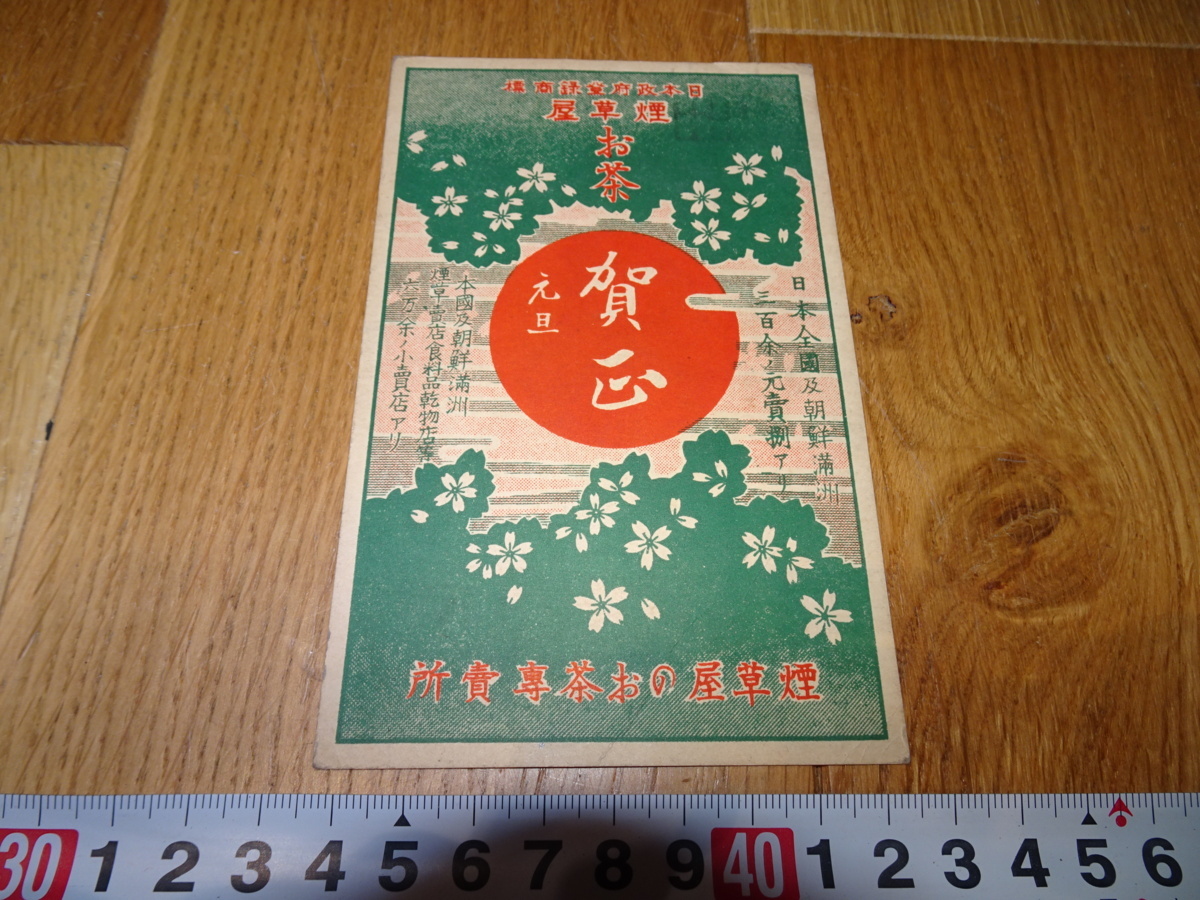 日本政府登録商標
煙草屋
お茶
賀正
元旦
日本全國及朝鮮滿洲
三百余ノ元賣捌アリ
本國及朝鮮滿洲
煙草賣店食料品乾物店等
六万余ノ小賣店アリ
煙草屋のお茶專賣所
30 1 2 3 4 5 6 7 8 9 40 1 2 3 4 5 6